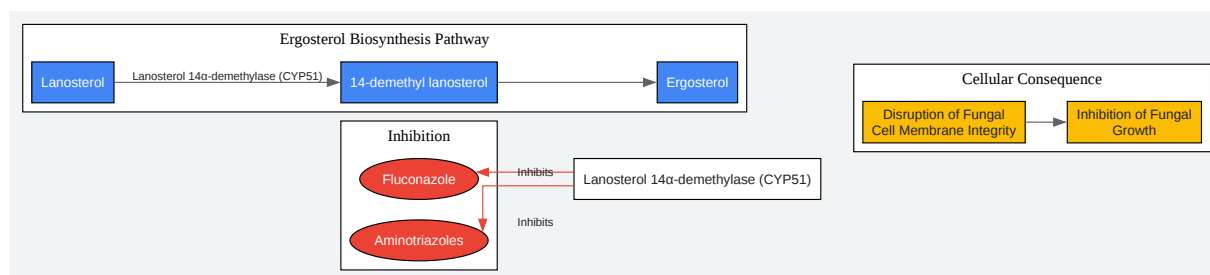 Ergosterol Biosynthesis Pathway
Lanosterol
Lanosterol 14α-demethylase (CYP51)
14-demethyl lanosterol
Ergosterol
Cellular Consequence
Disruption of Fungal
Cell Membrane Integrity
Inhibition of Fungal
Growth
Inhibition
Fluconazole
Inhibits
Lanosterol 14α-demethylase (CYP51)
Inhibits
Aminotriazoles